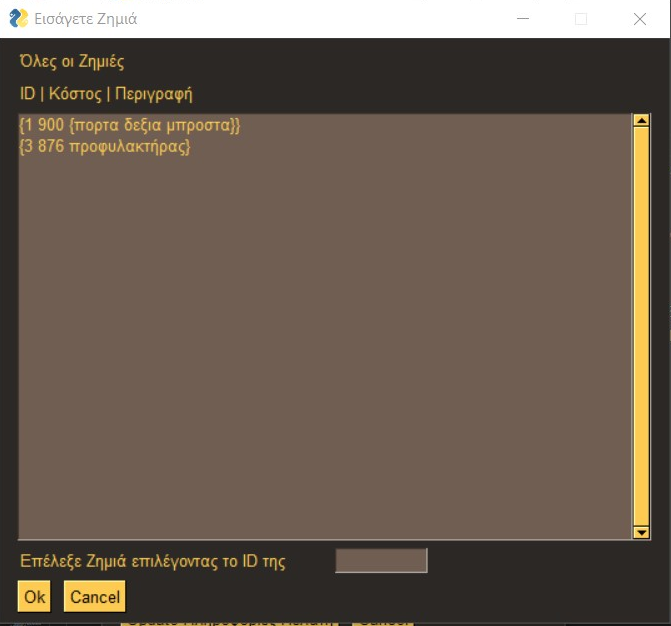 Εισάγετε Ζημιά
Όλες οι Ζημιές
ID | Κόστος | Περιγραφή
{1 900 {πορτα δεξια μπροστα}}
{3 876 προφυλακτήρας}
Επέλεξε Ζημιά επιλέγοντας το ID της
Ok Cancel